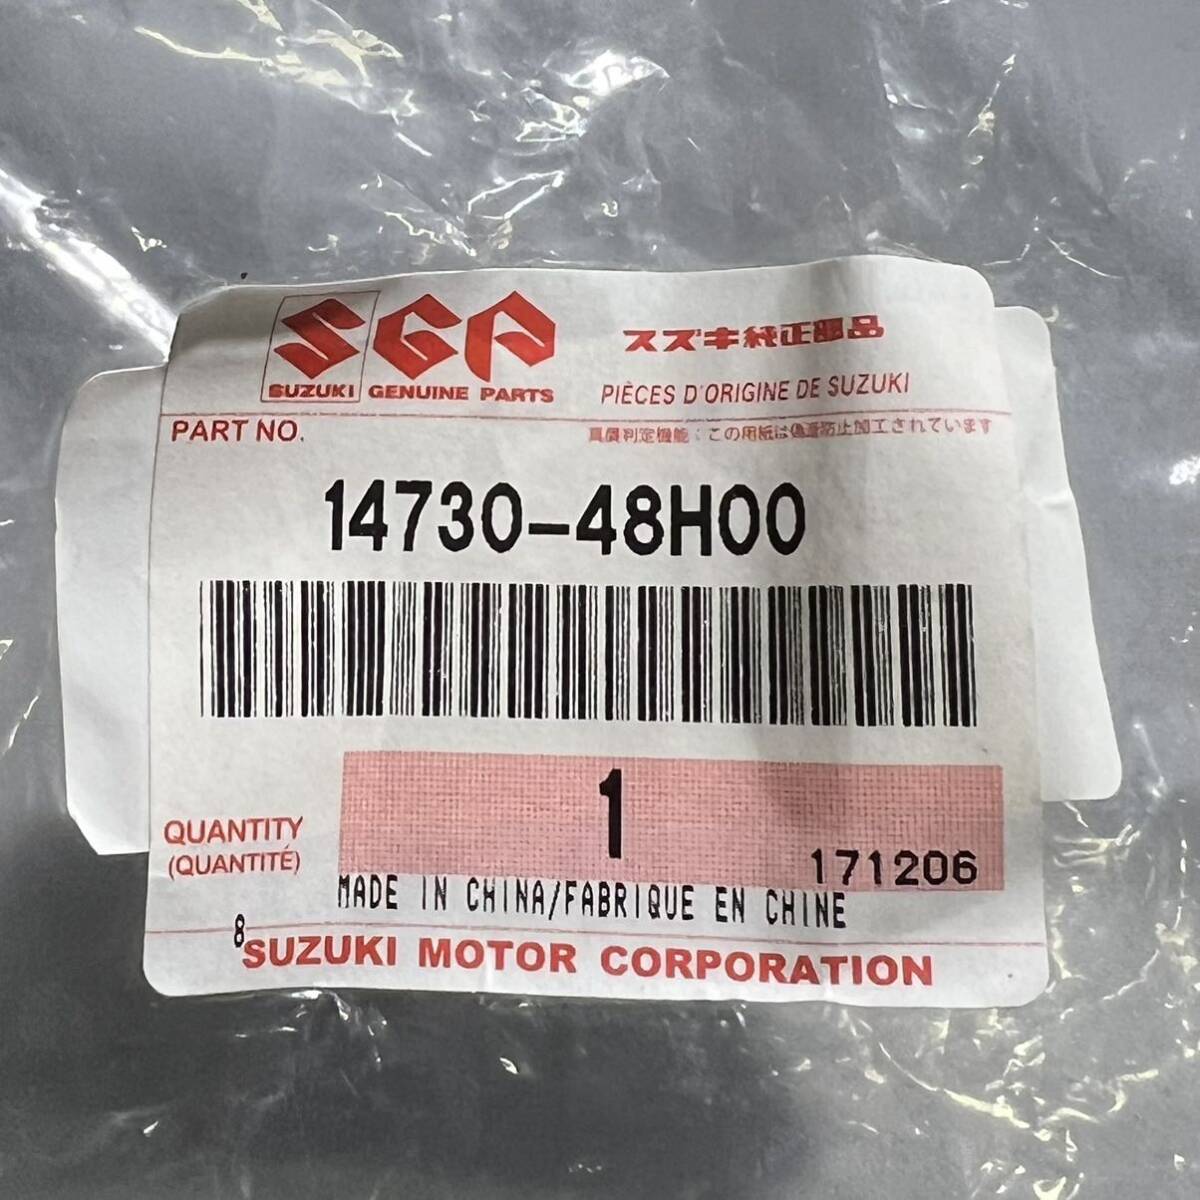 SGP
スズキ純正部品
SUZUKI GENUINE PARTS
PIÈCES D'ORIGINE DE SUZUKI
PART NO.
真贋判定機能：この用紙は偽造防止加工されています
14730-48H00
1
QUANTITY
(QUANTITÉ)
171206
MADE IN CHINA/FABRIQUE EN CHINE
8
SUZUKI MOTOR CORPORATION